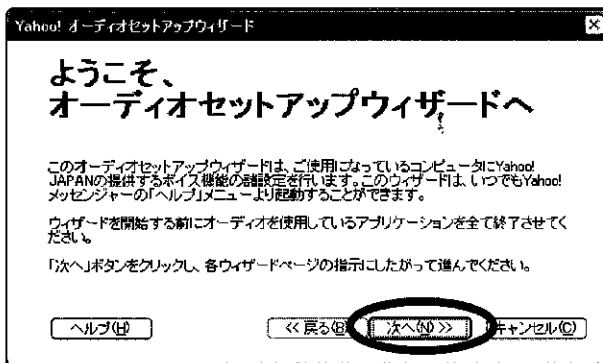 Yahoo! オーディオセットアップウィザード
ようこそ、
オーディオセットアップウィザードへ
このオーディオセットアップウィザードは、ご使用になっているコンピュータにYahoo!
JAPANの提供するボイス機能の諸設定を行います。このウィザードは、いつでもYahoo!
メッセンジャーの「ヘルプ」メニューより起動することができます。
ウィザードを開始する前にオーディオを使用しているアプリケーションを全て終了させてく
ださい。
「次へ」ボタンをクリックし、各ウィザードページの指示にしたがって進んでください。
ヘルプ(H) << 戻る(B) 次へ(N) >> キャンセル(C)